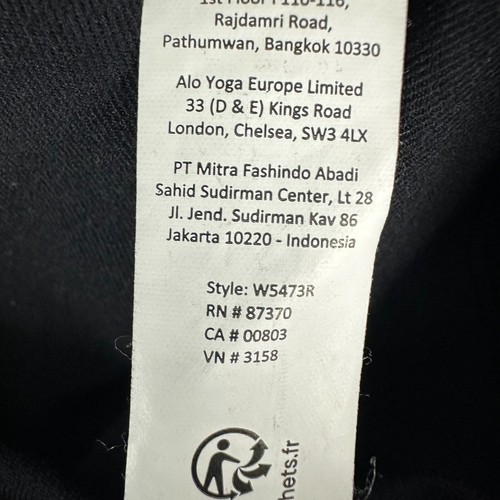 Rajdamri Road,
Pathumwan, Bangkok 10330
Alo Yoga Europe Limited
33 (D & E) Kings Road
London, Chelsea, SW3 4LX
PT Mitra Fashindo Abadi
Sahid Sudirman Center, Lt 28
Jl. Jend. Sudirman Kav 86
Jakarta 10220 - Indonesia
Style: W5473R
RN # 87370
CA # 00803
VN # 3158
hets.fr